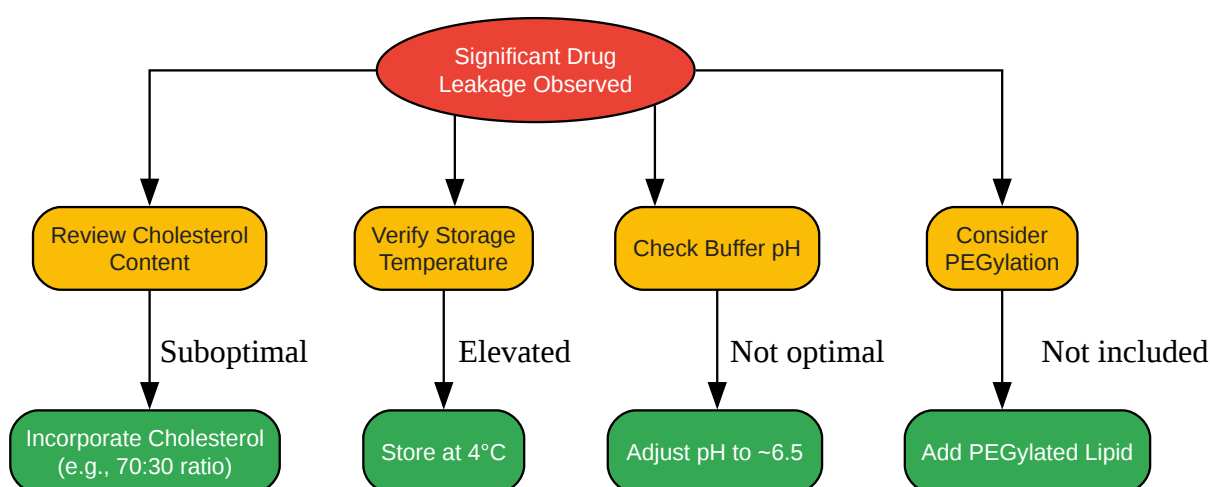 Significant Drug
Leakage Observed
Review Cholesterol
Content
Verify Storage
Temperature
Check Buffer pH
Consider
PEGylation
Suboptimal
Elevated
Not optimal
Not included
Incorporate Cholesterol
(e.g., 70:30 ratio)
Store at 4°C
Adjust pH to ~6.5
Add PEGylated Lipid